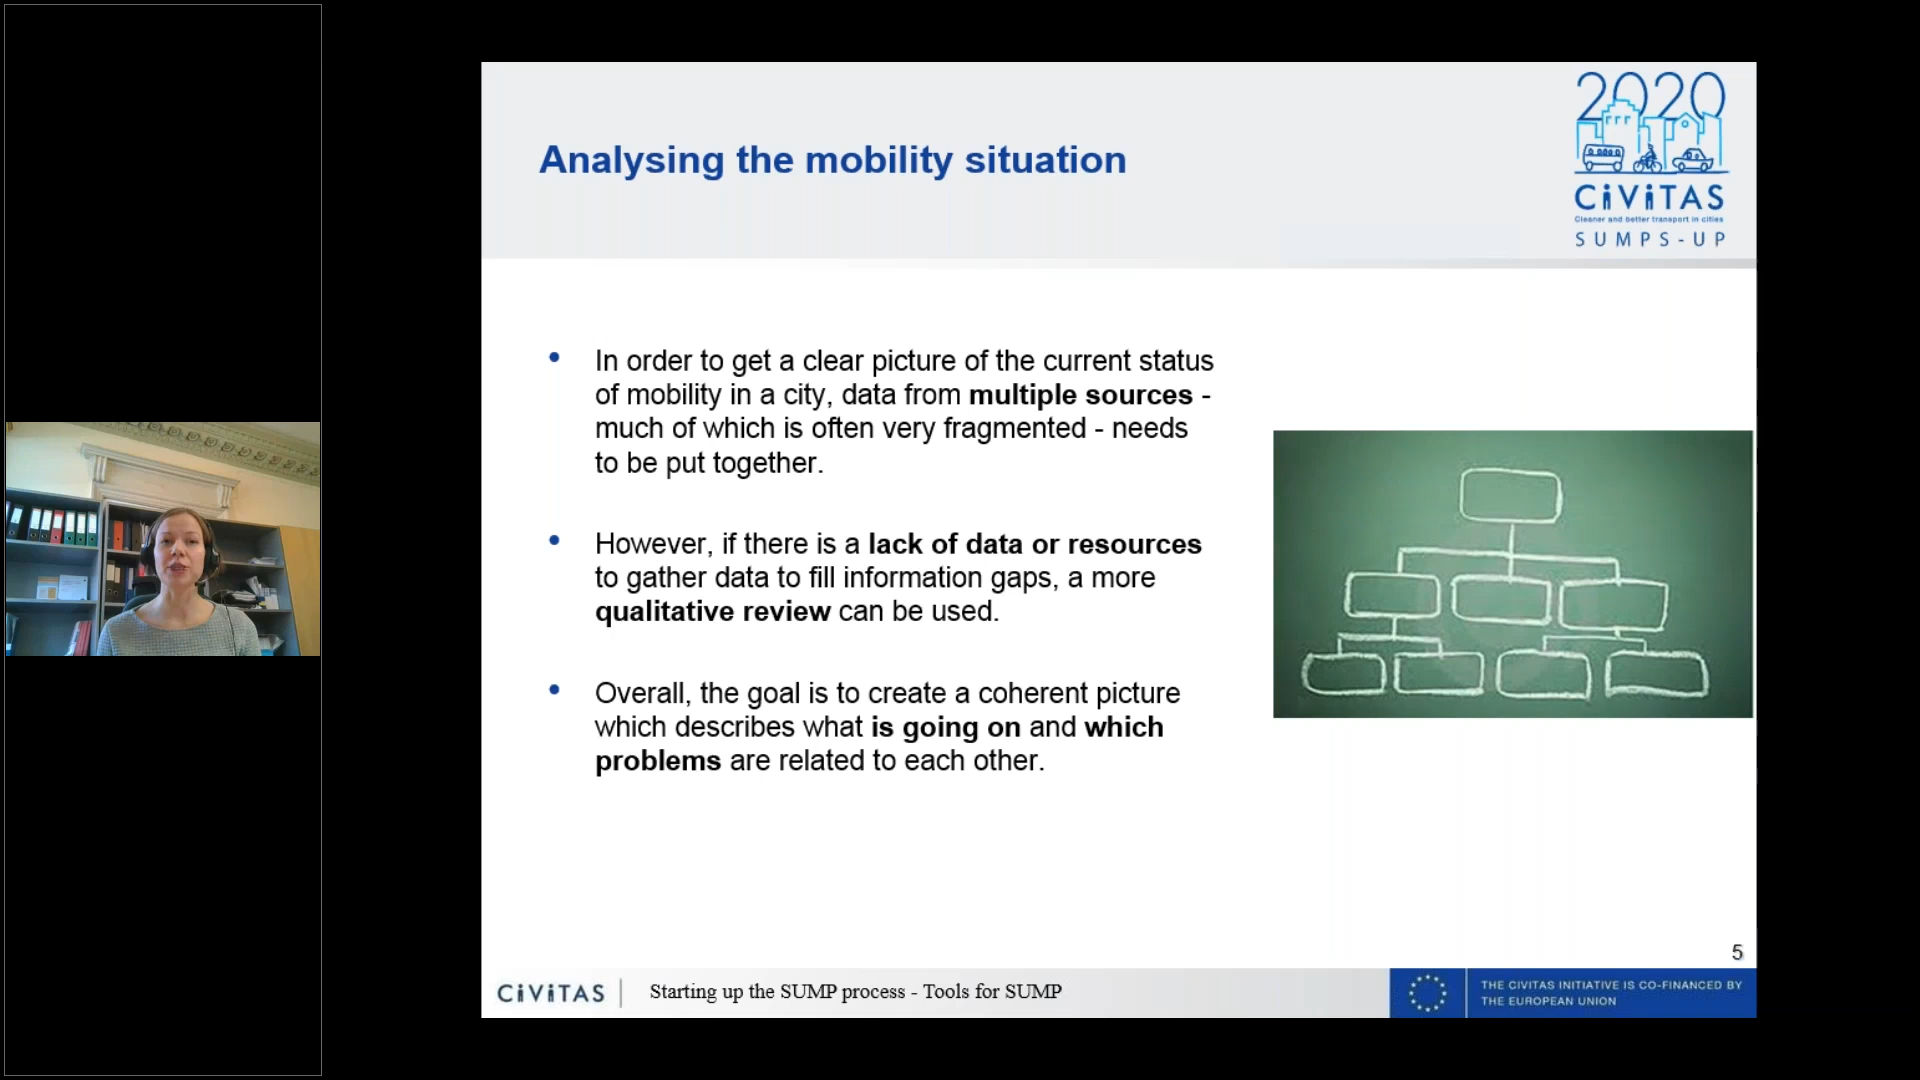 2020
CiViTAS
Cleaner and better transport in cities
SUMPS-UP
Analysing the mobility situation
• In order to get a clear picture of the current status
of mobility in a city, data from multiple sources -
much of which is often very fragmented - needs
to be put together.
• However, if there is a lack of data or resources
to gather data to fill information gaps, a more
qualitative review can be used.
• Overall, the goal is to create a coherent picture
which describes what is going on and which
problems are related to each other.
5
CiViTAS
Starting up the SUMP process - Tools for SUMP
THE CIVITAS INITIATIVE IS CO-FINANCED BY
THE EUROPEAN UNION